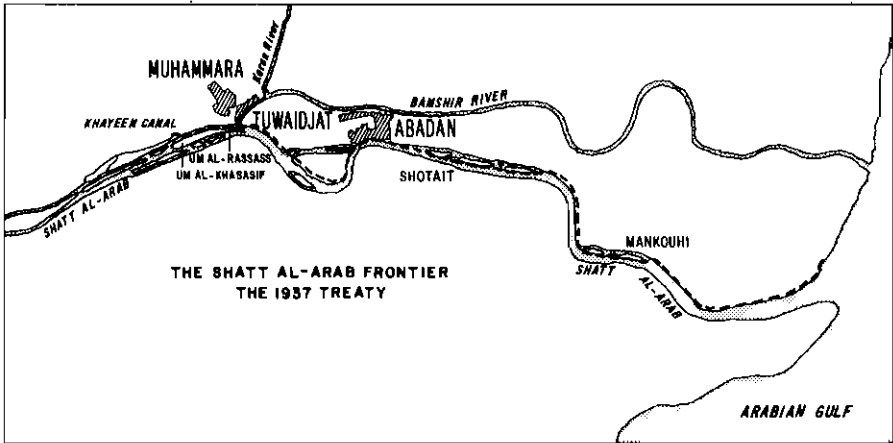 MUHAMMARA
Karun River
BAMSHIR RIVER
KHAYEEN CANAL
TUWAIDJAT
ABADAN
UM AL-RASSASS
UM AL-KHASASIF
SHATT AL-ARAB
SHOTAIT
MANKOUHI
SHATT
AL-ARAB
THE SHATT AL-ARAB FRONTIER
THE 1937 TREATY
ARABIAN GULF